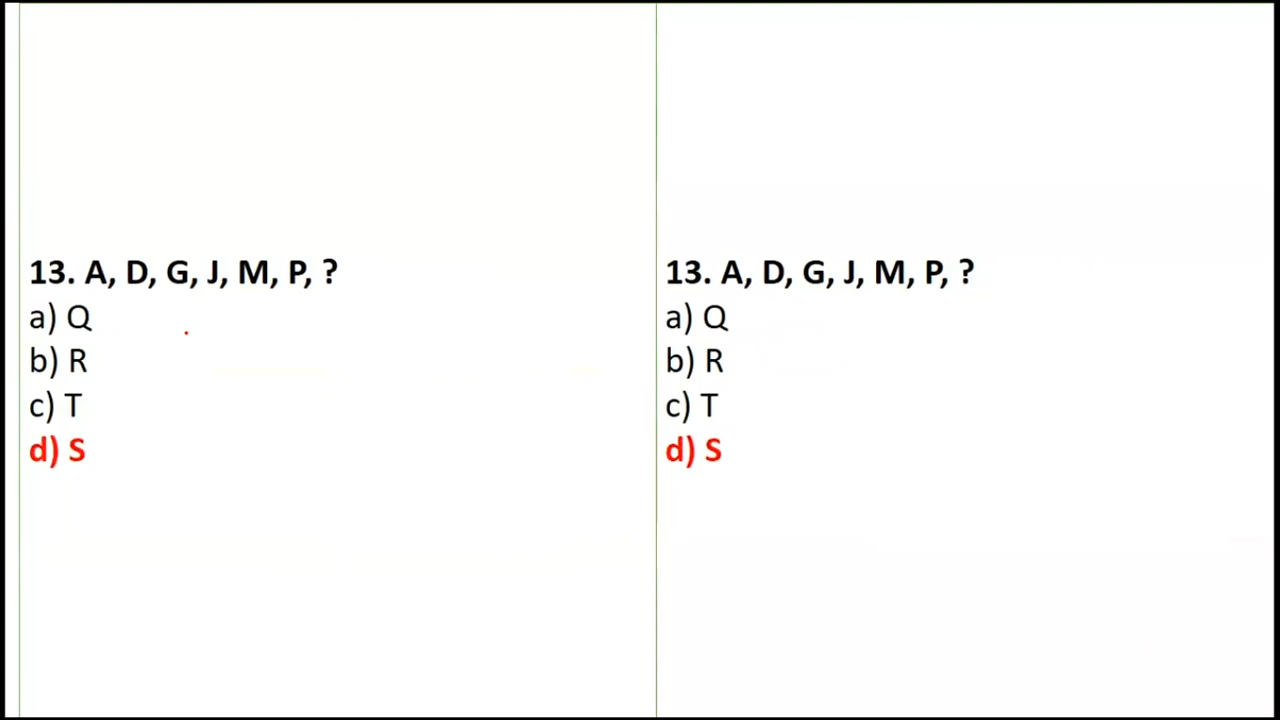 13. A, D, G, J, M, P, ?
a) Q
b) R
c) T
d) S
13. A, D, G, J, M, P, ?
a) Q
b) R
c) T
d) S